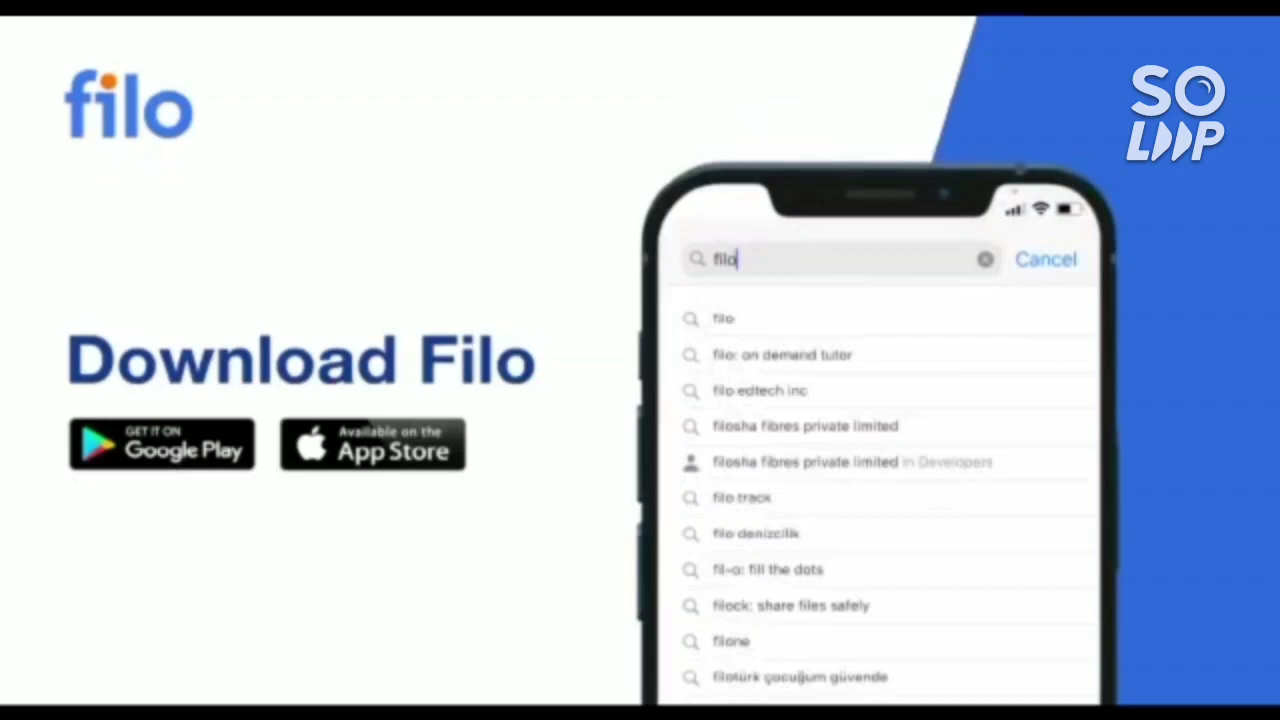 filo
SO
LOOP
filo
Cancel
filo
filo: on demand tutor
filo edtech inc
filosha fibres private limited
filosha fibres private limited in Developers
filo track
filo denizcilik
fil-o: fill the dots
filock: share files safely
filone
filotürk çocuğum güvende
Download Filo
GET IT ON
Google Play
Available on the
App Store